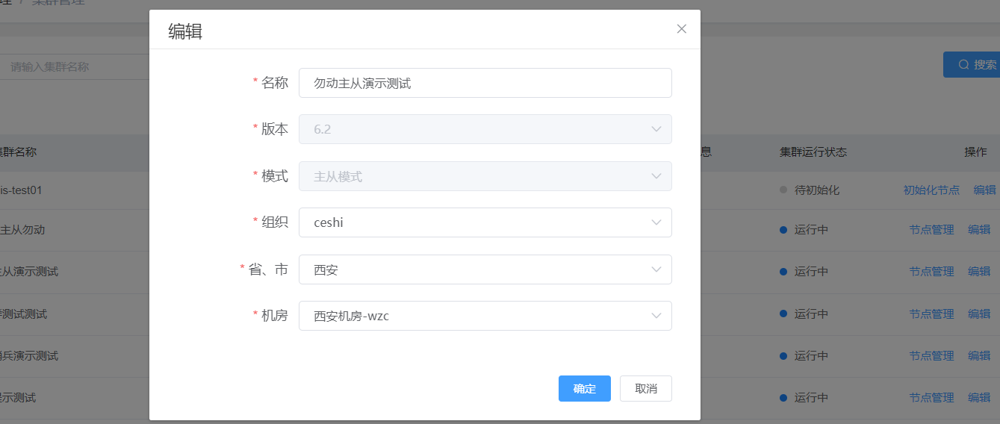 集群管理
编辑
请输入集群名称
搜索
* 名称 勿动主从演示测试
* 版本 6.2
* 模式 主从模式
* 组织 ceshi
* 省、市 西安
* 机房 西安机房-wzc
确定 取消
集群名称 息 集群运行状态 操作
is-test01 待初始化 初始化节点 编辑
主从勿动 运行中 节点管理 编辑
从演示测试 运行中 节点管理 编辑
测试测试 运行中 节点管理 编辑
兵演示测试 运行中 节点管理 编辑
示测试 运行中 节点管理 编辑